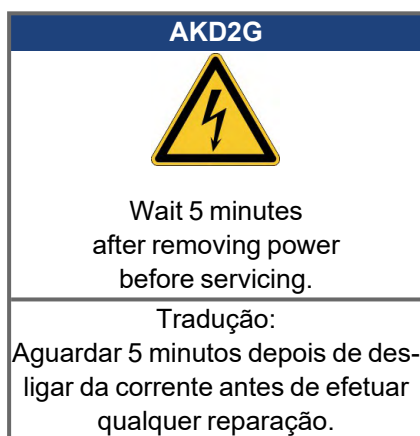 AKD2G
Wait 5 minutes
after removing power
before servicing.
Tradução:
Aguardar 5 minutos depois de des-
ligar da corrente antes de efetuar
qualquer reparação.